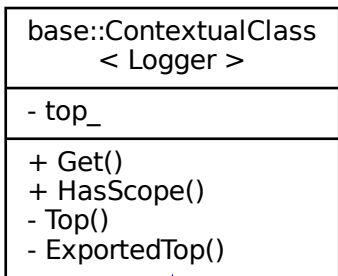 base::ContextualClass
< Logger >
- top_
+ Get()
+ HasScope()
- Top()
- ExportedTop()